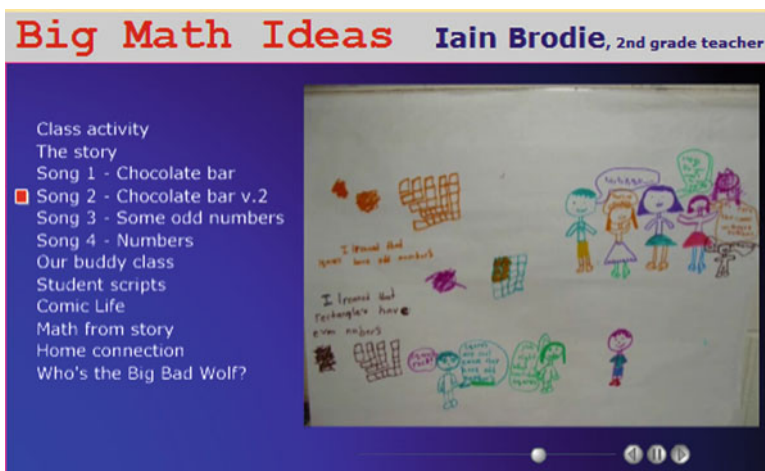 Big Math Ideas Iain Brodie, 2nd grade teacher
Class activity
The story
Song 1 - Chocolate bar
Song 2 - Chocolate bar v.2
Song 3 - Some odd numbers
Song 4 - Numbers
Our buddy class
Student scripts
Comic Life
Math from story
Home connection
Who's the Big Bad Wolf?
I learned that
have odd numbers
I learned that
rectangles have
even